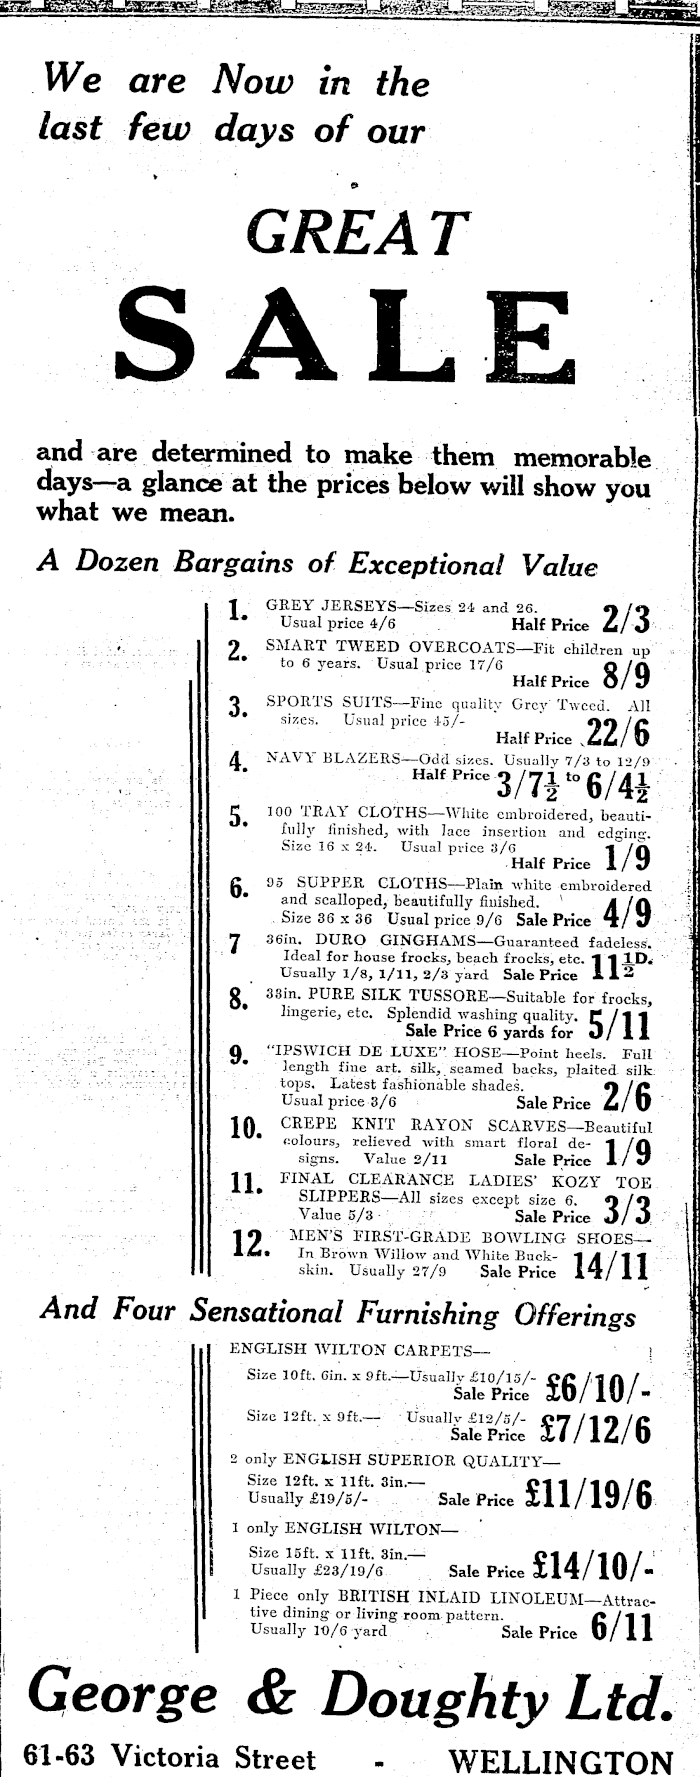 We are Now in the
last few days of our
GREAT
SALE
and are determined to make them memorable
days—a glance at the prices below will show you
what we mean.
A Dozen Bargains of Exceptional Value
1. GREY JERSEYS—Sizes 24 and 26.
Usual price 4/6 Half Price 2/3
2. SMART TWEED OVERCOATS—Fit children up
to 6 years. Usual price 17/6
Half Price 8/9
3. SPORTS SUITS—Fine quality Grey Tweed. All
sizes. Usual price 45/-
Half Price 22/6
4. NAVY BLAZERS—Odd sizes. Usually 7/3 to 12/9
Half Price 3/7½ to 6/4½
5. 100 TRAY CLOTHS—White embroidered, beauti-
fully finished, with lace insertion and edging.
Size 16 x 24. Usual price 3/6
Half Price 1/9
6. 95 SUPPER CLOTHS—Plain white embroidered
and scalloped, beautifully finished.
Size 36 x 36 Usual price 9/6 Sale Price 4/9
7 36in. DURO GINGHAMS—Guaranteed fadeless.
Ideal for house frocks, beach frocks, etc.
Usually 1/8, 1/11, 2/3 yard Sale Price 11½D.
8. 33in. PURE SILK TUSSORE—Suitable for frocks,
lingerie, etc. Splendid washing quality.
Sale Price 6 yards for 5/11
9. "IPSWICH DE LUXE" HOSE—Point heels. Full
length fine art. silk, seamed backs, plaited silk
tops. Latest fashionable shades.
Usual price 3/6 Sale Price 2/6
10. CREPE KNIT RAYON SCARVES—Beautiful
colours, relieved with smart floral de-
signs. Value 2/11 Sale Price 1/9
11. FINAL CLEARANCE LADIES' KOZY TOE
SLIPPERS—All sizes except size 6.
Value 5/3 Sale Price 3/3
12. MEN'S FIRST-GRADE BOWLING SHOES—
In Brown Willow and White Buck-
skin. Usually 27/9 Sale Price 14/11
And Four Sensational Furnishing Offerings
ENGLISH WILTON CARPETS—
Size 10ft. 6in. x 9ft.—Usually £10/15/-
Sale Price £6/10/-
Size 12ft. x 9ft.— Usually £12/5/-
Sale Price £7/12/6
2 only ENGLISH SUPERIOR QUALITY—
Size 12ft. x 11ft. 3in.—
Usually £19/5/- Sale Price £11/19/6
1 only ENGLISH WILTON—
Size 15ft. x 11ft. 3in.—
Usually £23/19/6 Sale Price £14/10/-
1 Piece only BRITISH INLAID LINOLEUM—Attrac-
tive dining or living room pattern.
Usually 10/6 yard Sale Price 6/11
George & Doughty Ltd.
61-63 Victoria Street - WELLINGTON